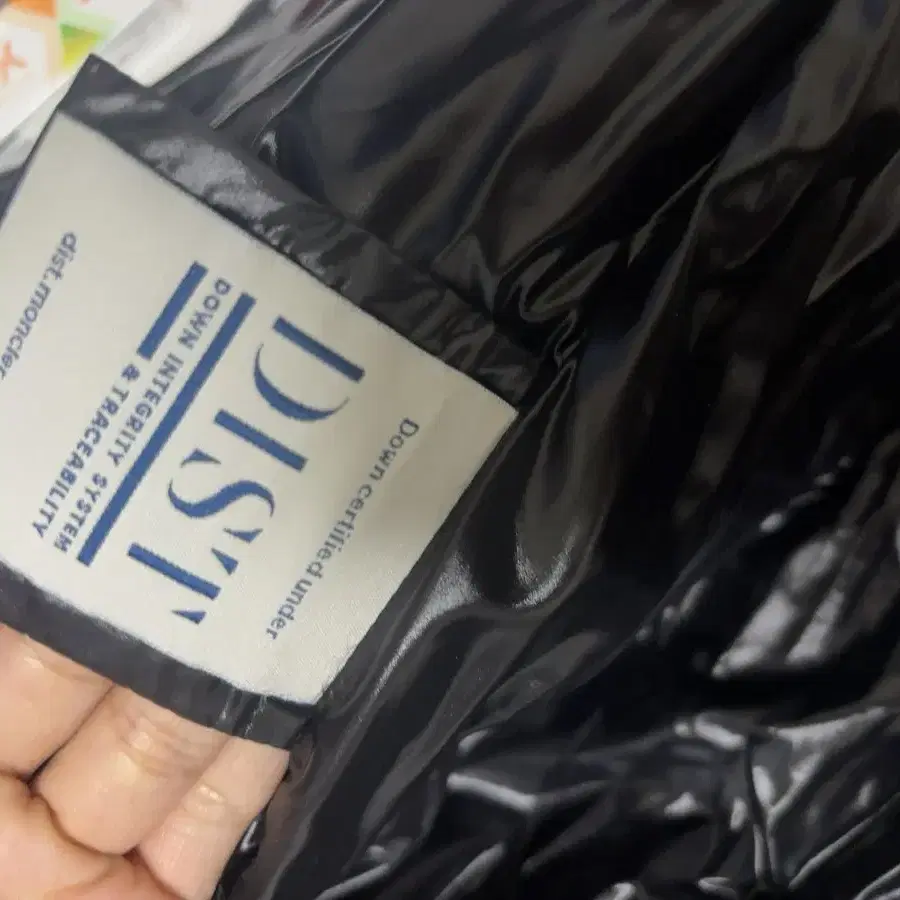 Down certified under
DIST
DOWN INTEGRITY SYSTEM
& TRACEABILITY
dist.moncler